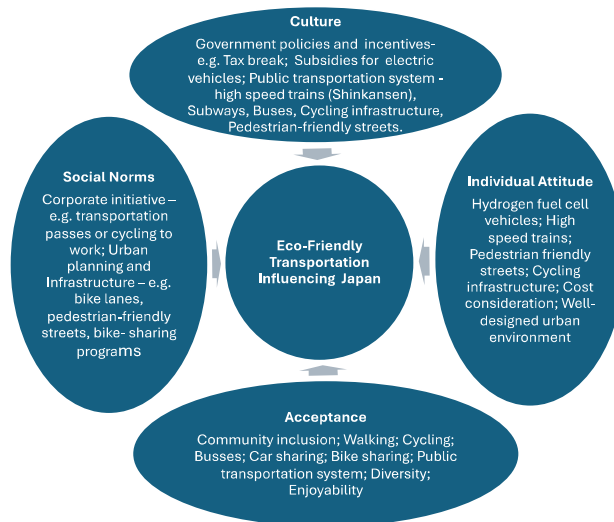 Culture
Government policies and incentives-
e.g. Tax break; Subsidies for electric
vehicles; Public transportation system -
high speed trains (Shinkansen),
Subways, Buses, Cycling infrastructure,
Pedestrian-friendly streets.
Social Norms
Corporate initiative –
e.g. transportation
passes or cycling to
work; Urban
planning and
Infrastructure – e.g.
bike lanes,
pedestrian-friendly
streets, bike- sharing
programs
Eco-Friendly
Transportation
Influencing Japan
Individual Attitude
Hydrogen fuel cell
vehicles; High
speed trains;
Pedestrian friendly
streets; Cycling
infrastructure; Cost
consideration; Well-
designed urban
environment
Acceptance
Community inclusion; Walking; Cycling;
Busses; Car sharing; Bike sharing; Public
transportation system; Diversity;
Enjoyability